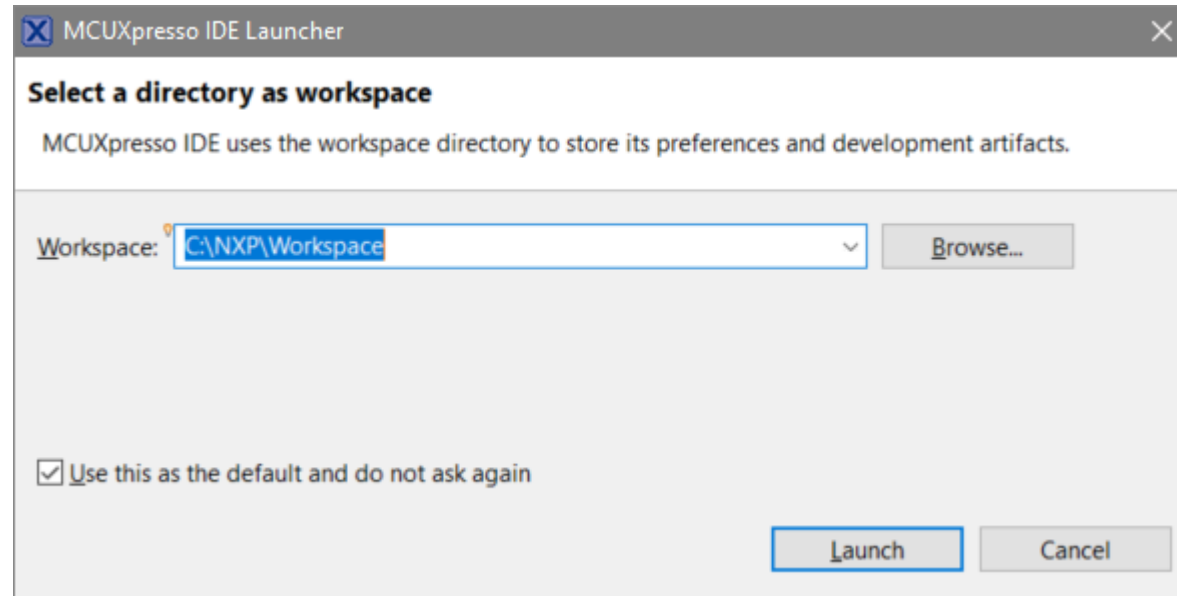 MCUXpresso IDE Launcher
Select a directory as workspace
MCUXpresso IDE uses the workspace directory to store its preferences and development artifacts.
Workspace: C:\NXP\Workspace Browse...
Use this as the default and do not ask again
Launch Cancel